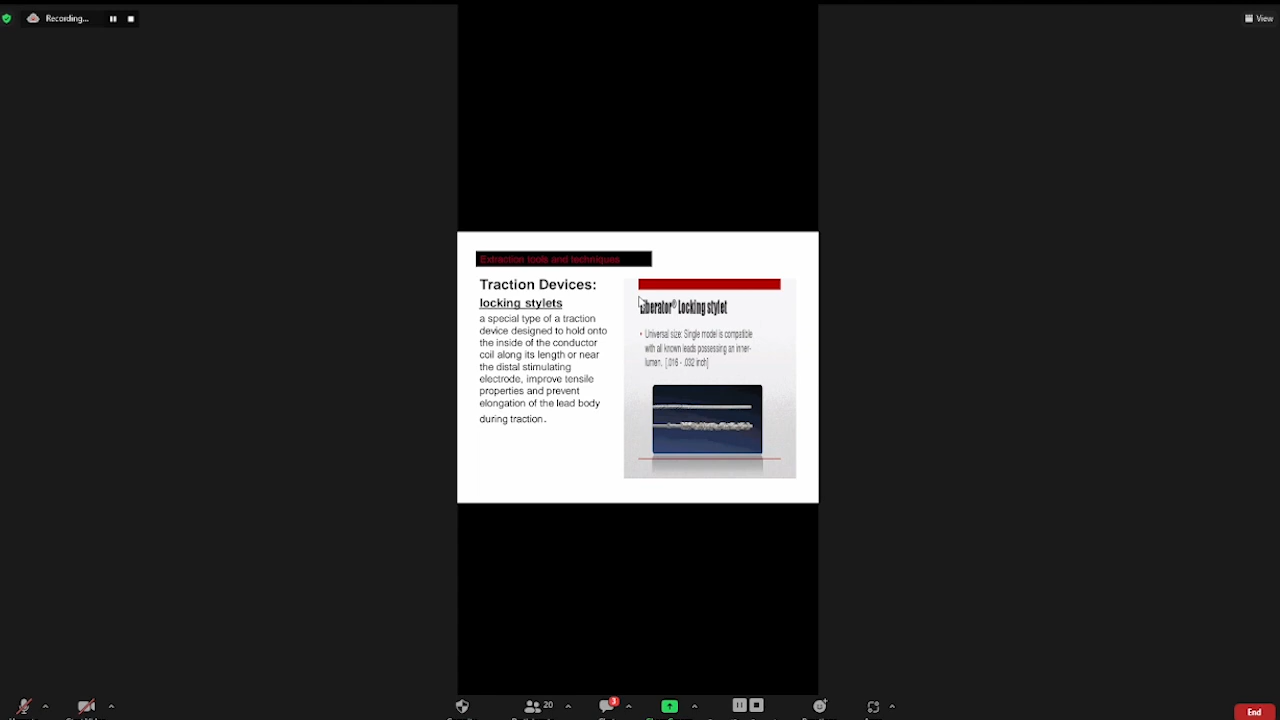 Recording...
View
Extraction tools and techniques
Traction Devices:
locking stylets
a special type of a traction
device designed to hold onto
the inside of the conductor
coil along its length or near
the distal stimulating
electrode, improve tensile
properties and prevent
elongation of the lead body
during traction.
Liberator® Locking stylet
• Universal size: Single model is compatible
with all known leads possessing an inner-
lumen. [.016 - .032 inch]
20
3
End